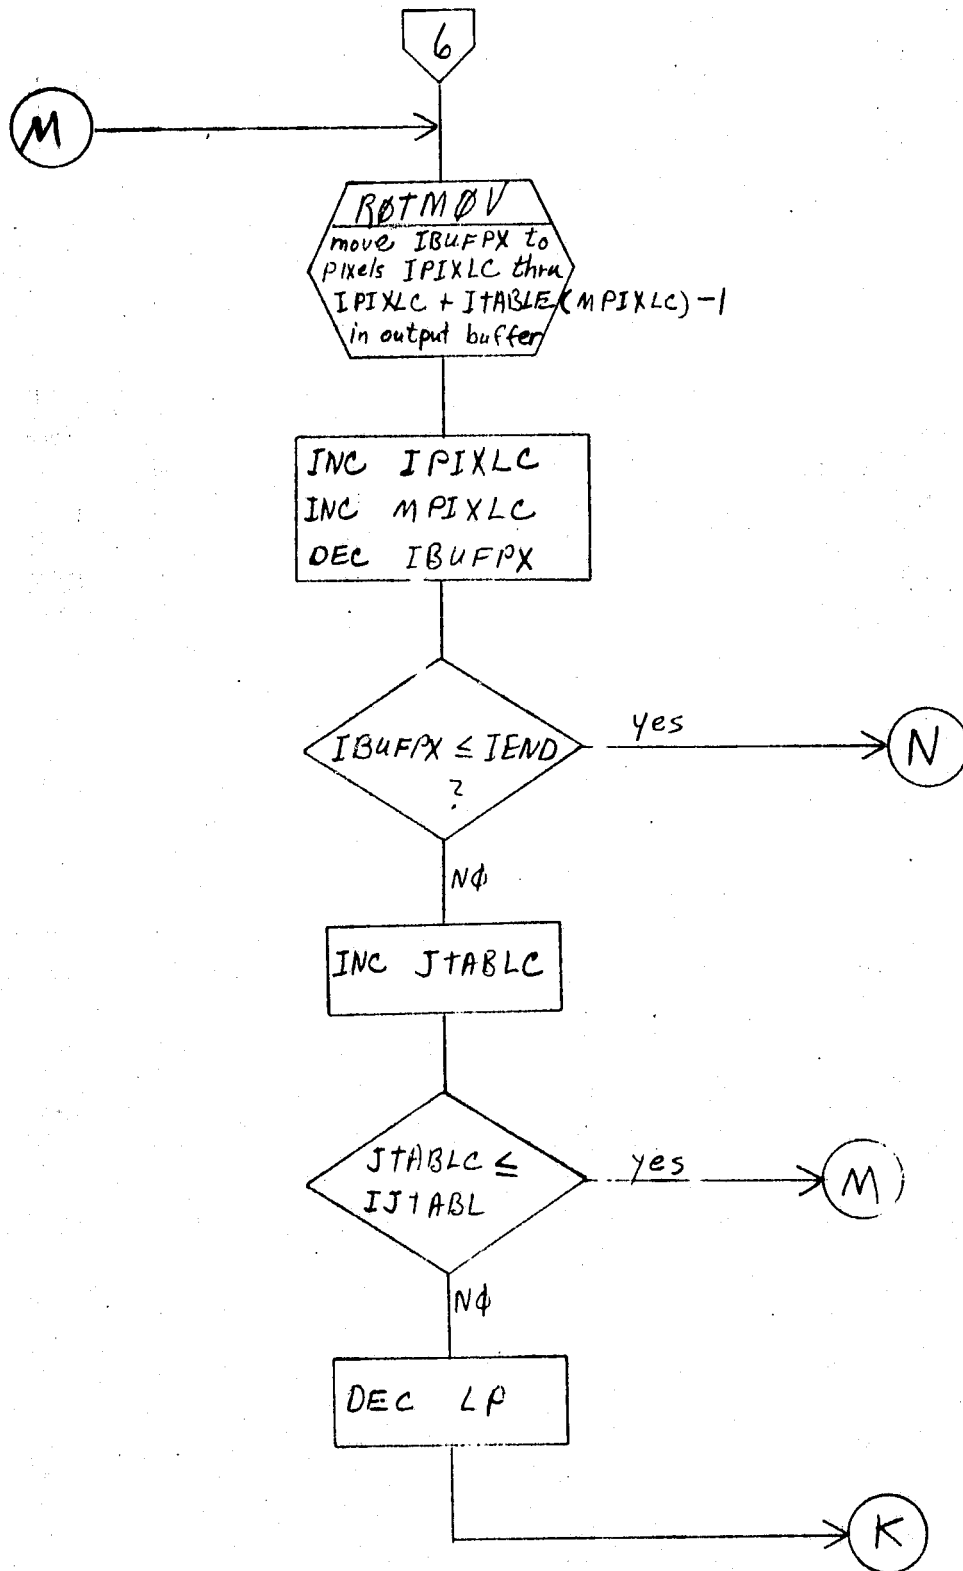 6
M
RØTMØV
move IBUFPX to
pixels IPIXLC thru
IPIXLC + ITABLE(MPIXLC) -1
in output buffer
INC IPIXLC
INC MPIXLC
DEC IBUFPX
IBUFPX ≤ IEND
?
yes
N
NØ
INC JTABLC
JTABLC ≤
IJTABL
yes
M
NØ
DEC LP
K